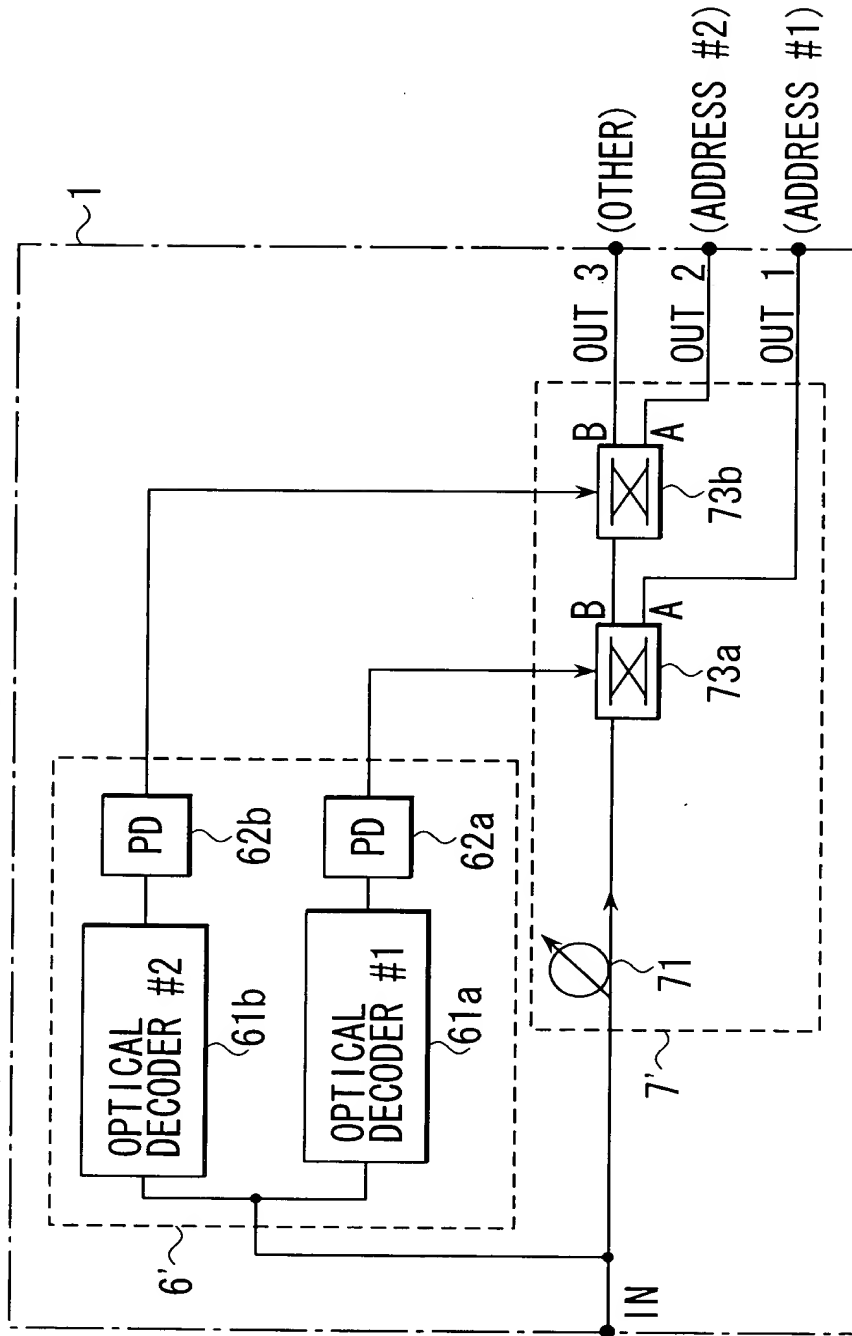 1
OPTICAL
DECODER #2
61b
PD
62b
OPTICAL
DECODER #1
61a
PD
62a
6'
IN
71
7'
B
A
73a
B
A
73b
OUT 3
(OTHER)
OUT 2
(ADDRESS #2)
OUT 1
(ADDRESS #1)